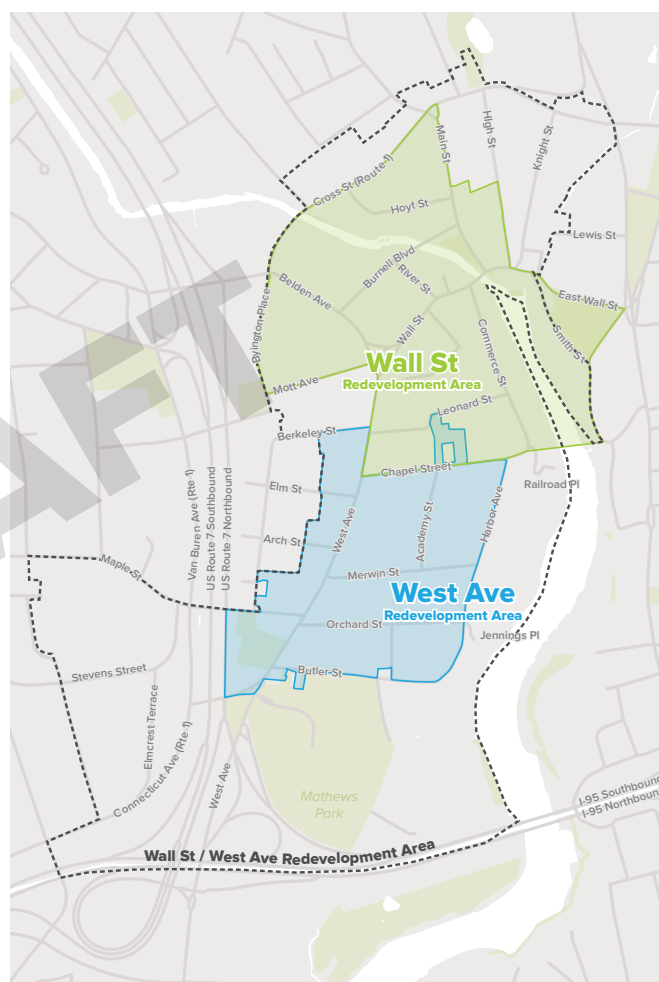 Main St
High St
Knight St
Cross St (Route 1)
Hoyt St
Lewis St
Burnell Blvd
River St
Belden Ave
East Wall St
Byington Place
Wall St
Commerce St
Smith St
Wall St
Redevelopment Area
Mott Ave
AFT
Leonard St
Berkeley St
Chapel Street
Railroad Pl
Elm St
West Ave
Academy St
Harbor Ave
Van Buren Ave (Rte 1)
US Route 7 Southbound
US Route 7 Northbound
Arch St
Maple St
Merwin St
West Ave
Redevelopment Area
Orchard St
Jennings Pl
Stevens Street
Butler St
Elmcrest Terrace
Connecticut Ave (Rte 1)
West Ave
Mathews
Park
I-95 Southbound
I-95 Northbound
Wall St / West Ave Redevelopment Area